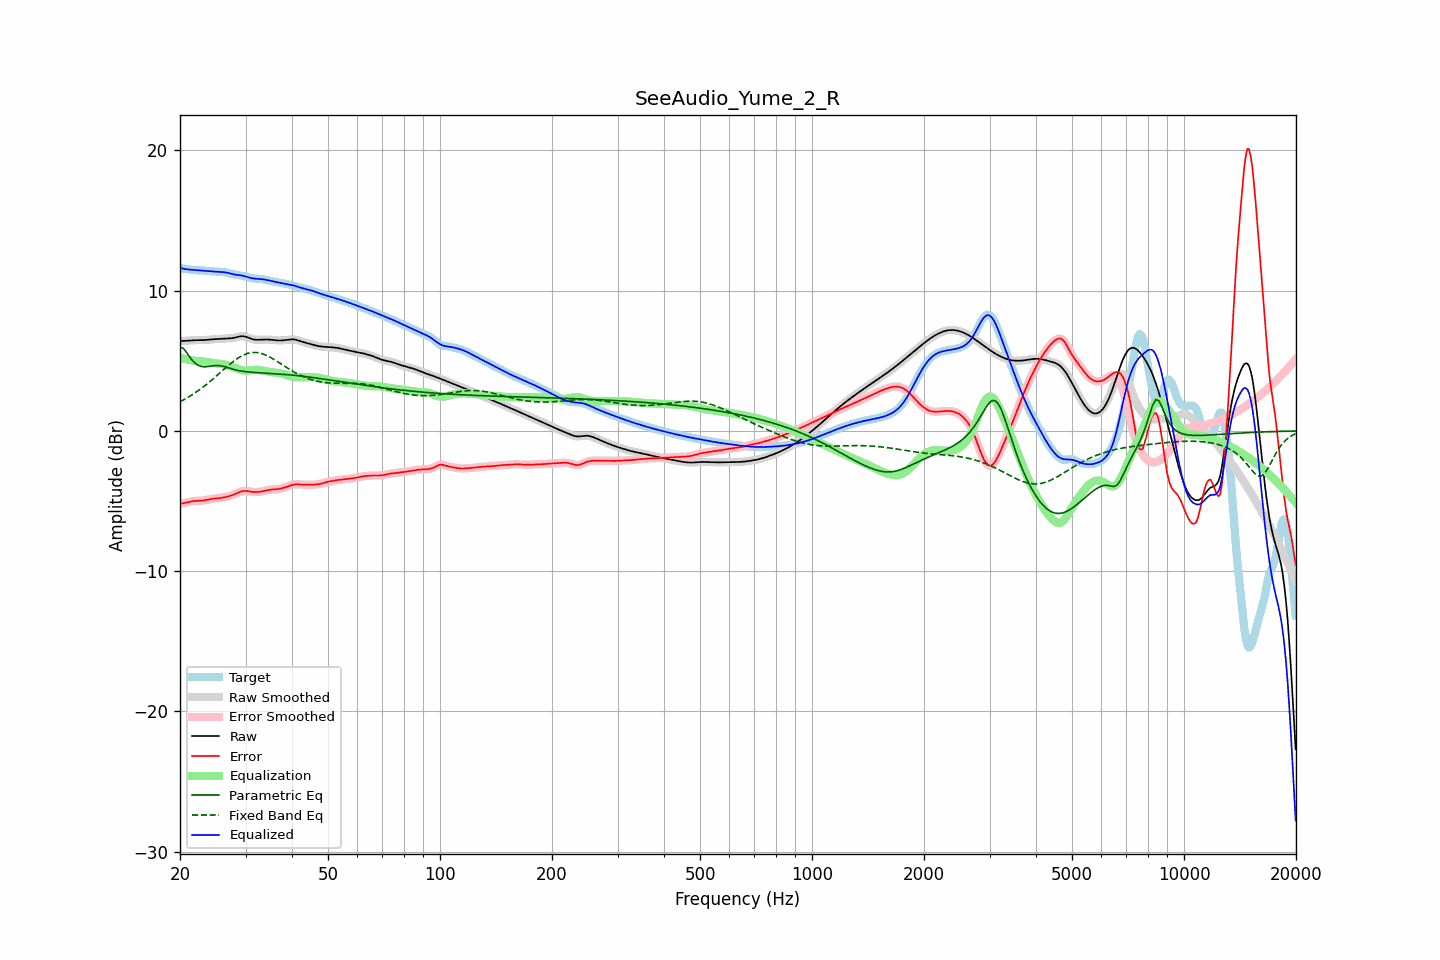 SeeAudio_Yume_2_R
Amplitude (dBr)
20
10
0
−10
−20
−30
Target
Raw Smoothed
Error Smoothed
Raw
Error
Equalization
Parametric Eq
Fixed Band Eq
Equalized
20 50 100 200 500 1000 2000 5000 10000 20000
Frequency (Hz)